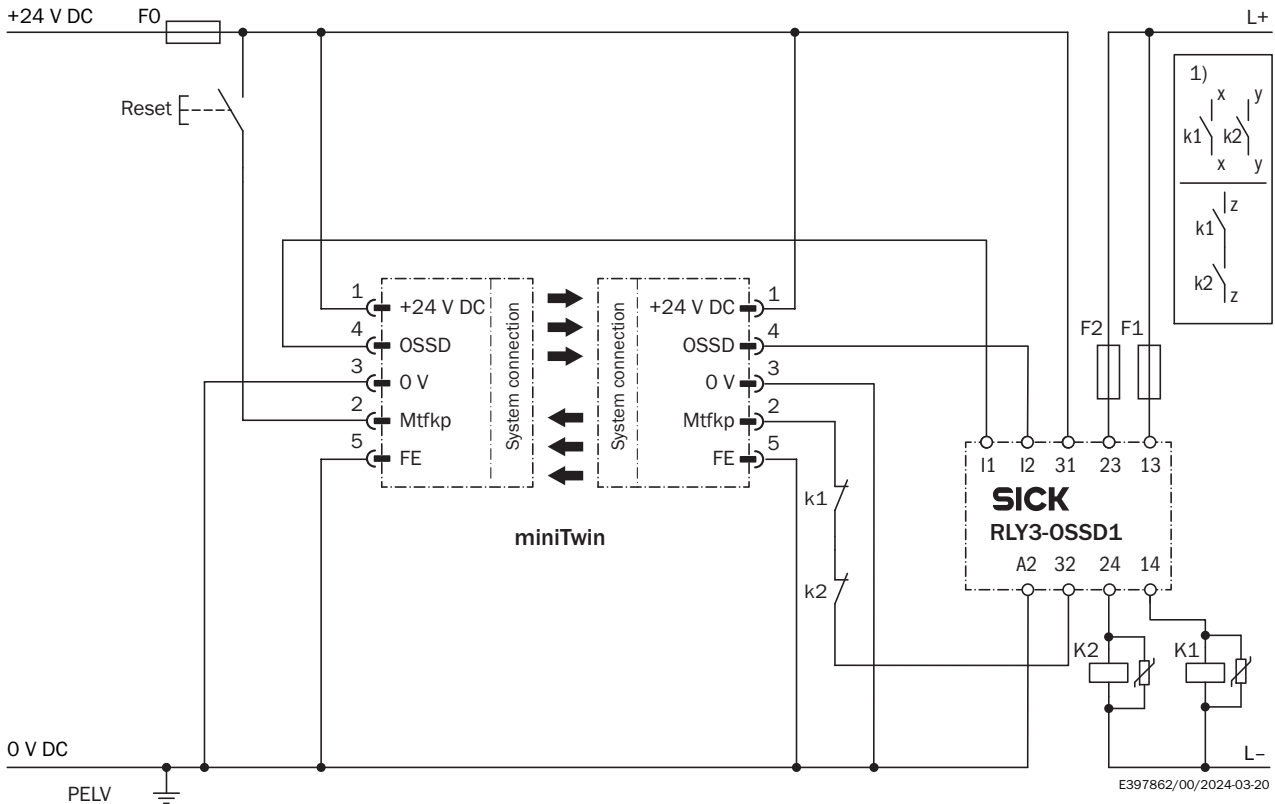 +24 V DC
F0
L+
Reset
1)
x
y
k1
k2
x
y
z
k1
k2
z
1
+24 V DC
4
OSSD
3
0 V
2
Mtfkp
5
FE
System connection
System connection
+24 V DC
1
OSSD
4
0 V
3
Mtfkp
2
FE
5
miniTwin
k1
k2
F2
F1
I1
I2
31
23
13
SICK
RLY3-OSSD1
A2
32
24
14
K2
K1
0 V DC
L–
PELV
E397862/00/2024-03-20